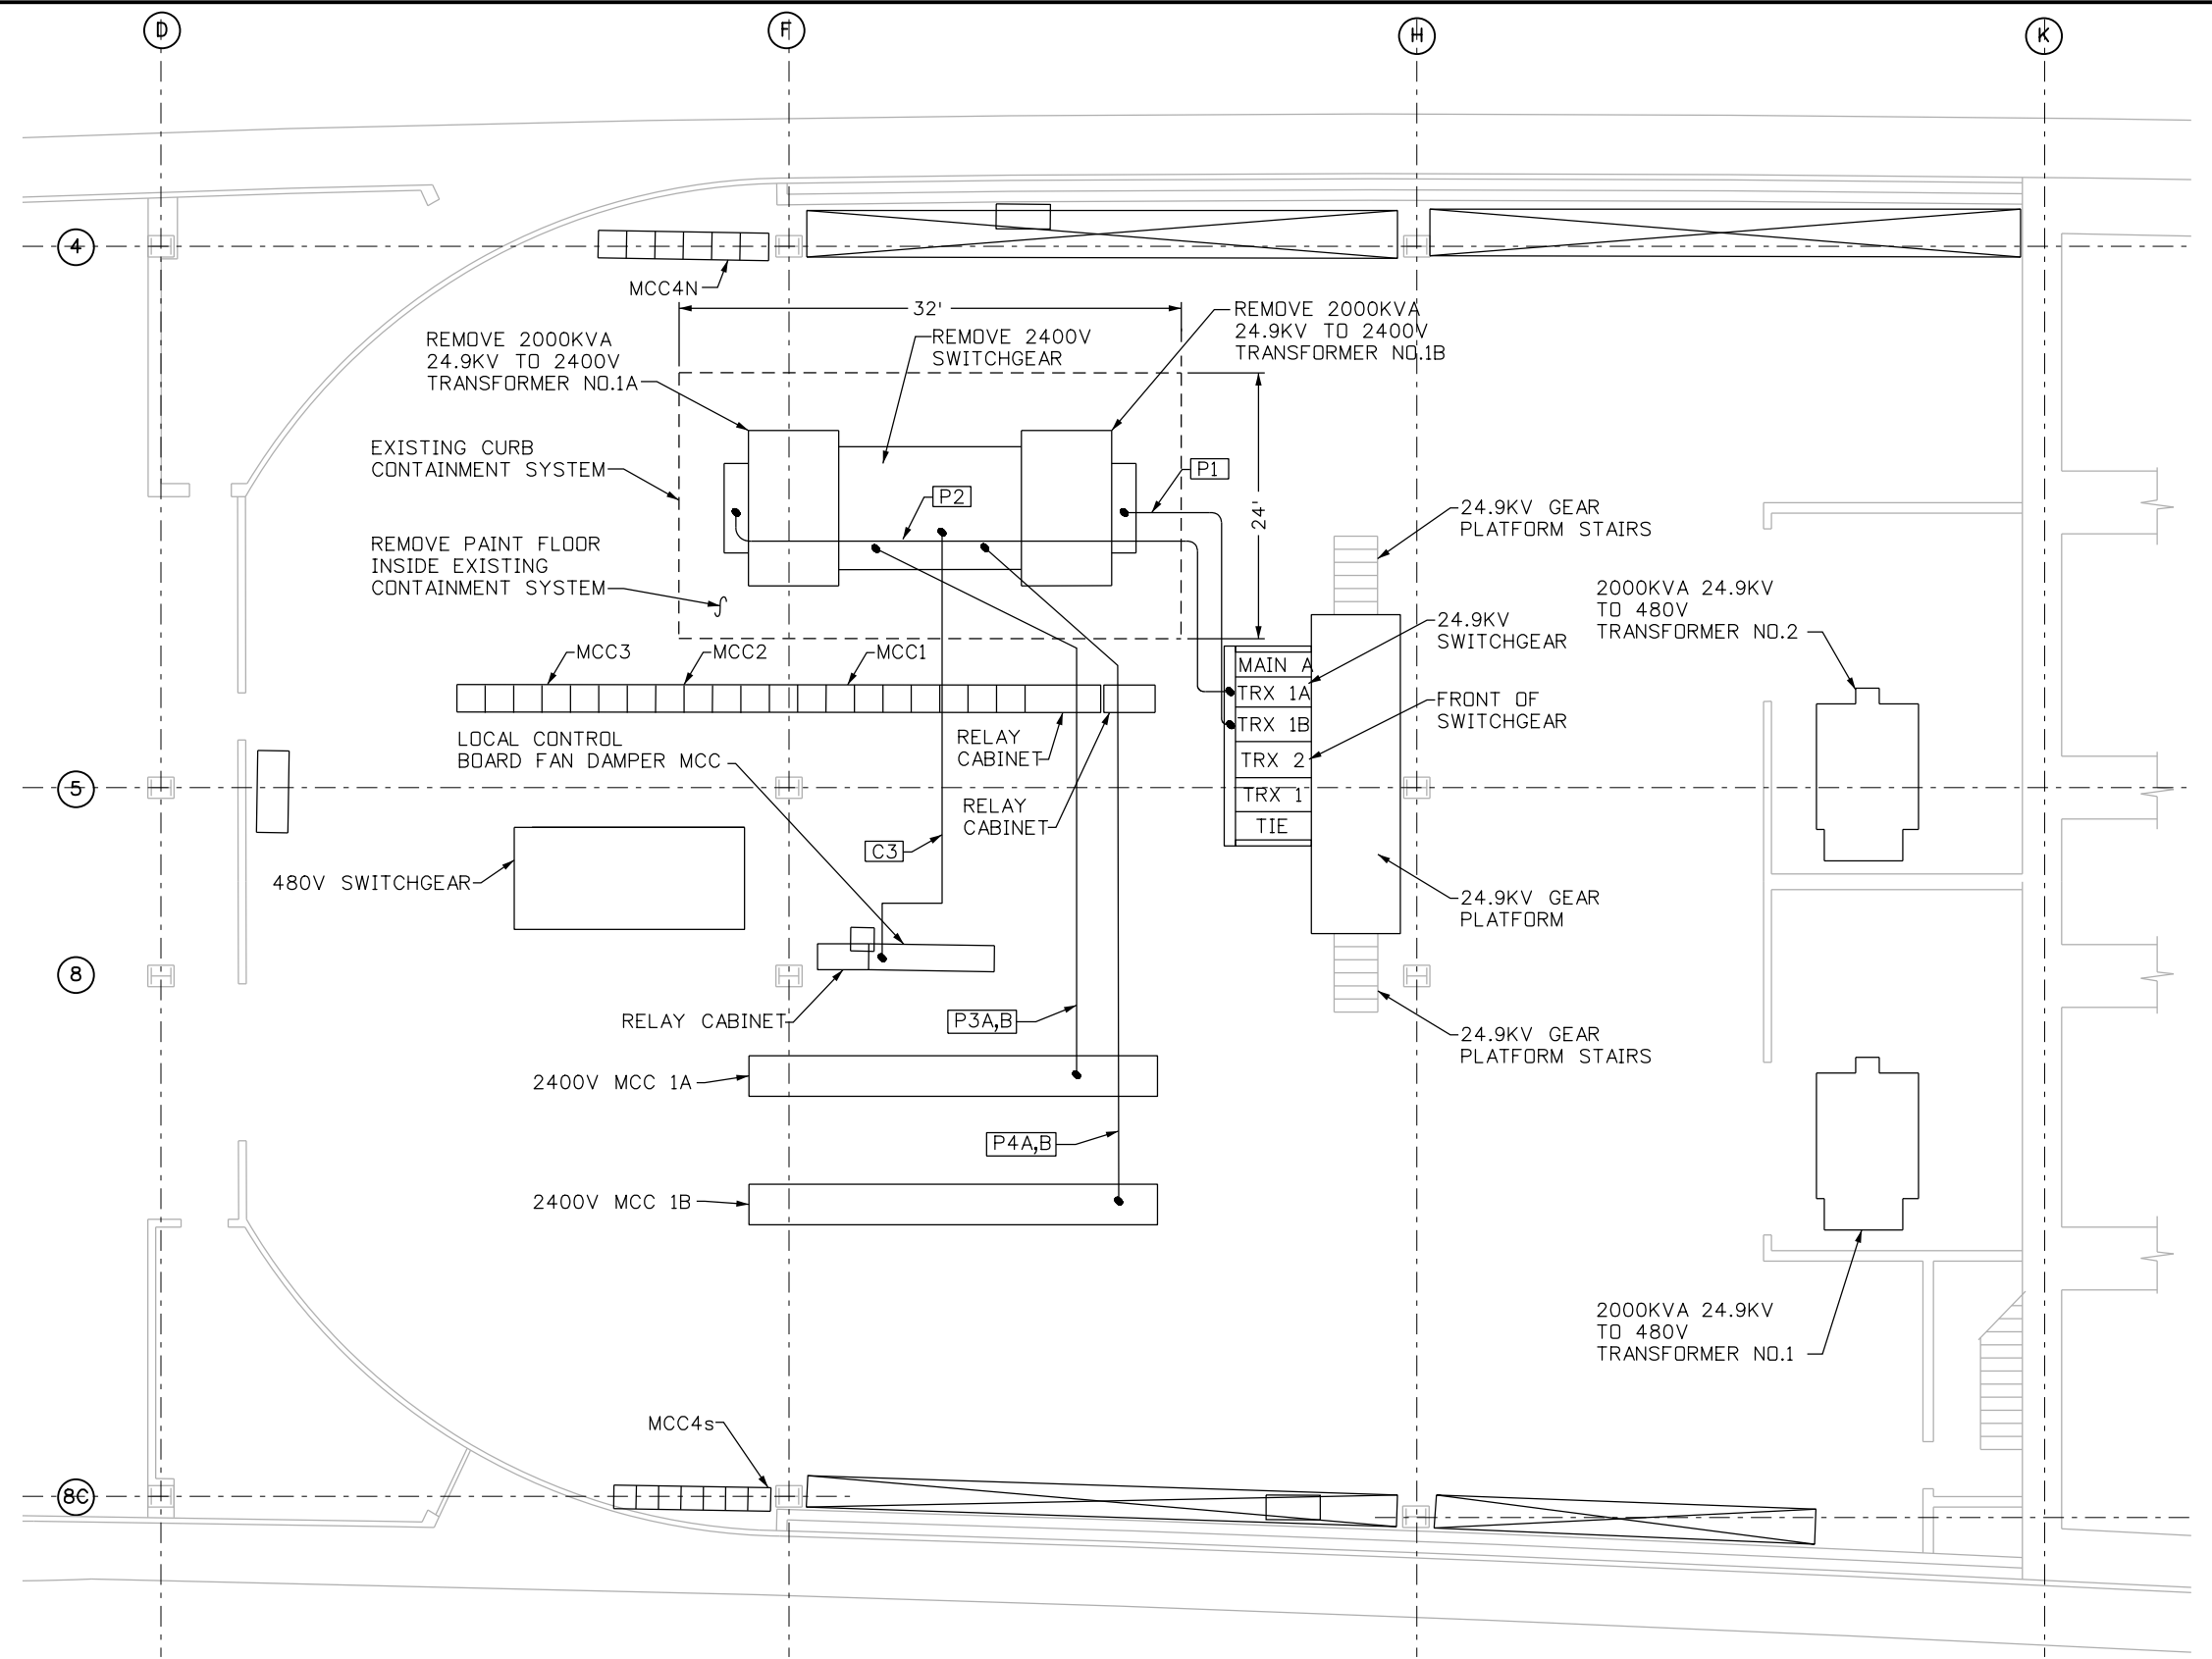 D
F
H
K
4
MCC4N
32'
REMOVE 2000KVA
24.9KV TO 2400V
TRANSFORMER NO.1A
REMOVE 2400V
SWITCHGEAR
REMOVE 2000KVA
24.9KV TO 2400V
TRANSFORMER NO.1B
EXISTING CURB
CONTAINMENT SYSTEM
P2
P1
24'
REMOVE PAINT FLOOR
INSIDE EXISTING
CONTAINMENT SYSTEM
24.9KV GEAR
PLATFORM STAIRS
2000KVA 24.9KV
TO 480V
TRANSFORMER NO.2
MCC3
MCC2
MCC1
24.9KV
SWITCHGEAR
MAIN A
TRX 1A
TRX 1B
TRX 2
TRX 1
TIE
FRONT OF
SWITCHGEAR
LOCAL CONTROL
BOARD FAN DAMPER MCC
RELAY
CABINET
RELAY
CABINET
5
C3
480V SWITCHGEAR
24.9KV GEAR
PLATFORM
8
RELAY CABINET
P3A,B
24.9KV GEAR
PLATFORM STAIRS
2400V MCC 1A
P4A,B
2400V MCC 1B
2000KVA 24.9KV
TO 480V
TRANSFORMER NO.1
MCC4s
8C